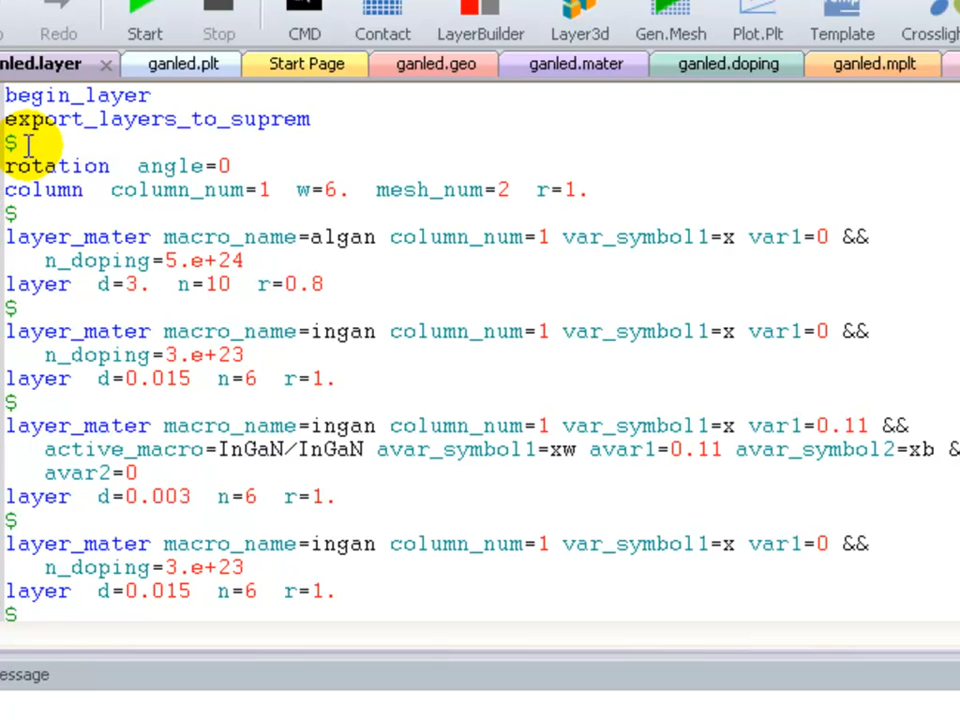 Redo Start Stop CMD Contact LayerBuilder Layer3d Gen.Mesh Plot.Plt Template Crossligh
nled.layer ganled.plt Start Page ganled.geo ganled.mater ganled.doping ganled.mplt
begin_layer
export_layers_to_suprem
$
rotation angle=0
column column_num=1 w=6. mesh_num=2 r=1.
$
layer_mater macro_name=algan column_num=1 var_symbol1=x var1=0 &&
n_doping=5.e+24
layer d=3. n=10 r=0.8
$
layer_mater macro_name=ingan column_num=1 var_symbol1=x var1=0 &&
n_doping=3.e+23
layer d=0.015 n=6 r=1.
$
layer_mater macro_name=ingan column_num=1 var_symbol1=x var1=0.11 &&
active_macro=InGaN/InGaN avar_symbol1=xw avar1=0.11 avar_symbol2=xb &
avar2=0
layer d=0.003 n=6 r=1.
$
layer_mater macro_name=ingan column_num=1 var_symbol1=x var1=0 &&
n_doping=3.e+23
layer d=0.015 n=6 r=1.
$
essage